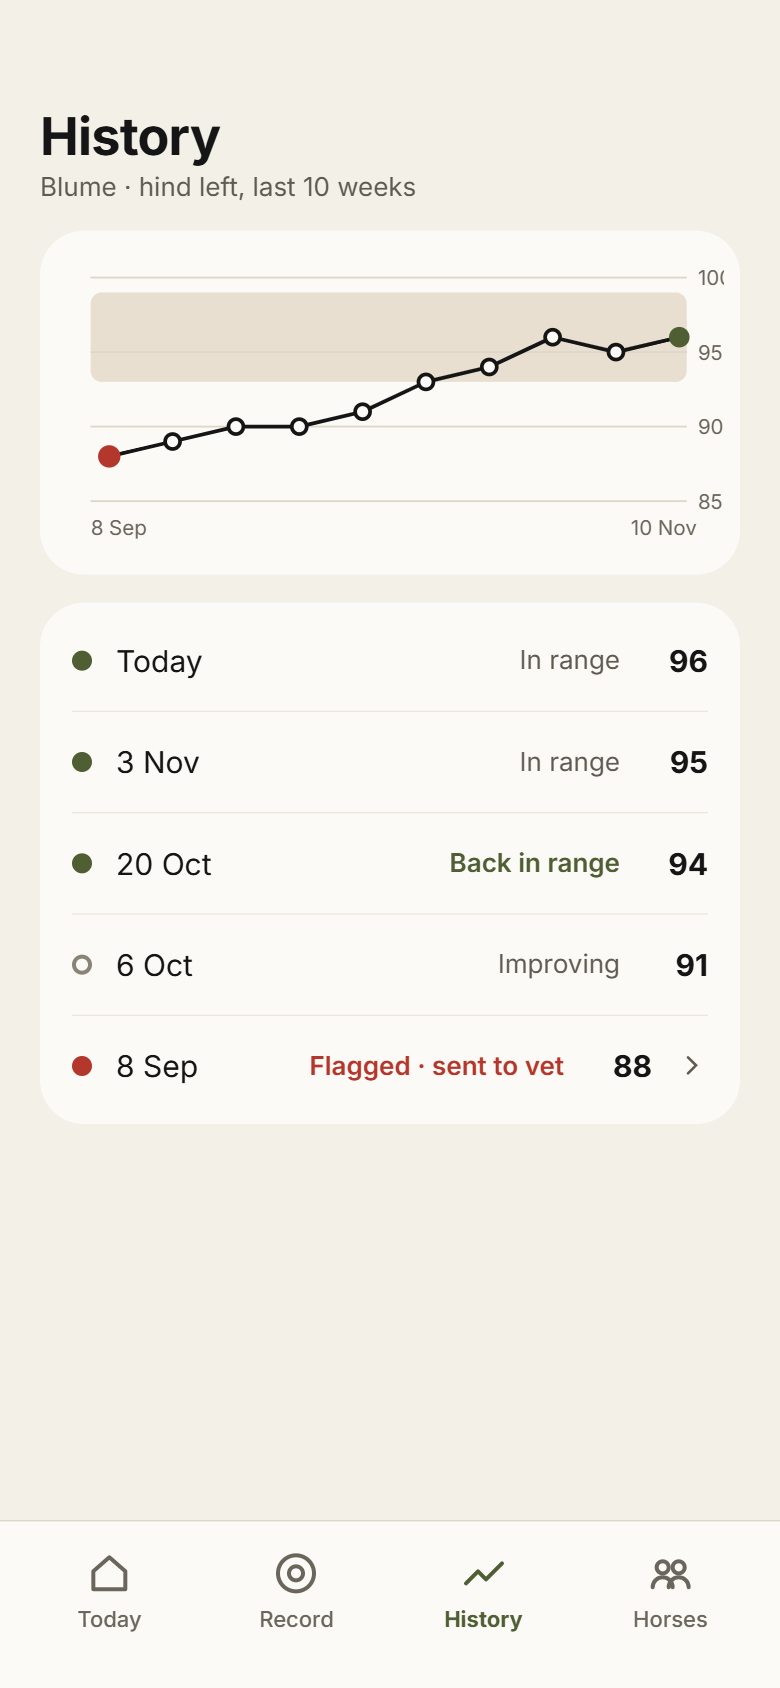 History
Blume · hind left, last 10 weeks
100
95
90
85
8 Sep 10 Nov
Today In range 96
3 Nov In range 95
20 Oct Back in range 94
6 Oct Improving 91
8 Sep Flagged · sent to vet 88
Today Record History Horses